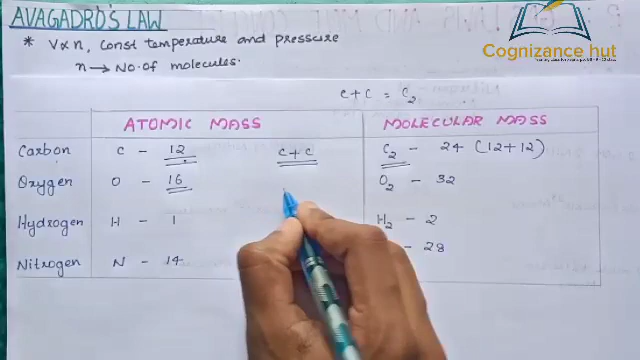 AVAGADRO'S LAW
* V∝n, Const temperature and pressure
n → No. of molecules.
Cognizance hut
c + c = C₂
ATOMIC MASS MOLECULAR MASS
Carbon C - 12 C + C C₂ - 24 (12+12)
Oxygen O - 16 O₂ - 32
Hydrogen H - 1 H₂ - 2
Nitrogen N - 14 - 28